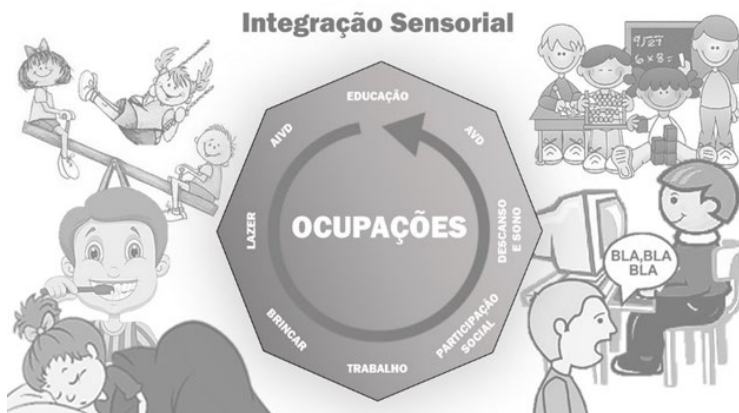 Integração Sensorial
EDUCAÇÃO
AVD
DESCANSO
E SONO
PARTICIPAÇÃO
SOCIAL
TRABALHO
BRINCAR
LAZER
AIVD
OCUPAÇÕES
6 x 8 =
BLA,BLA
BLA